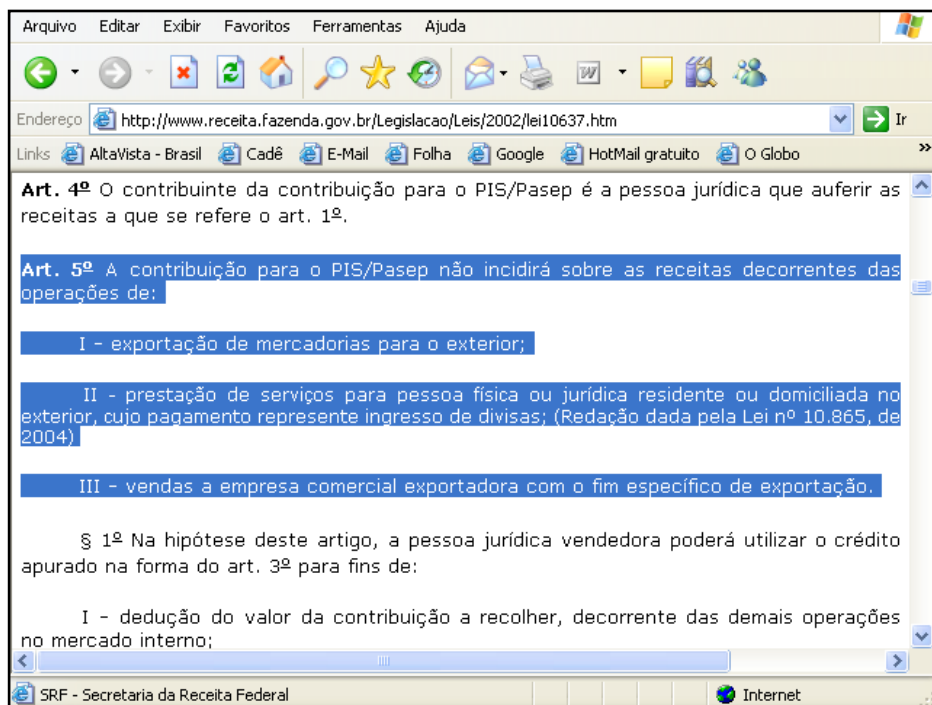 Arquivo Editar Exibir Favoritos Ferramentas Ajuda
Endereço http://www.receita.fazenda.gov.br/Legislacao/Leis/2002/lei10637.htm Ir
Links AltaVista - Brasil Cadê E-Mail Folha Google HotMail gratuito O Globo »
Art. 4º O contribuinte da contribuição para o PIS/Pasep é a pessoa jurídica que auferir as
receitas a que se refere o art. 1º.
Art. 5º A contribuição para o PIS/Pasep não incidirá sobre as receitas decorrentes das
operações de:
I - exportação de mercadorias para o exterior;
II - prestação de serviços para pessoa física ou jurídica residente ou domiciliada no
exterior, cujo pagamento represente ingresso de divisas; (Redação dada pela Lei nº 10.865, de
2004)
III - vendas a empresa comercial exportadora com o fim específico de exportação.
§ 1º Na hipótese deste artigo, a pessoa jurídica vendedora poderá utilizar o crédito
apurado na forma do art. 3º para fins de:
I - dedução do valor da contribuição a recolher, decorrente das demais operações
no mercado interno;
SRF - Secretaria da Receita Federal Internet